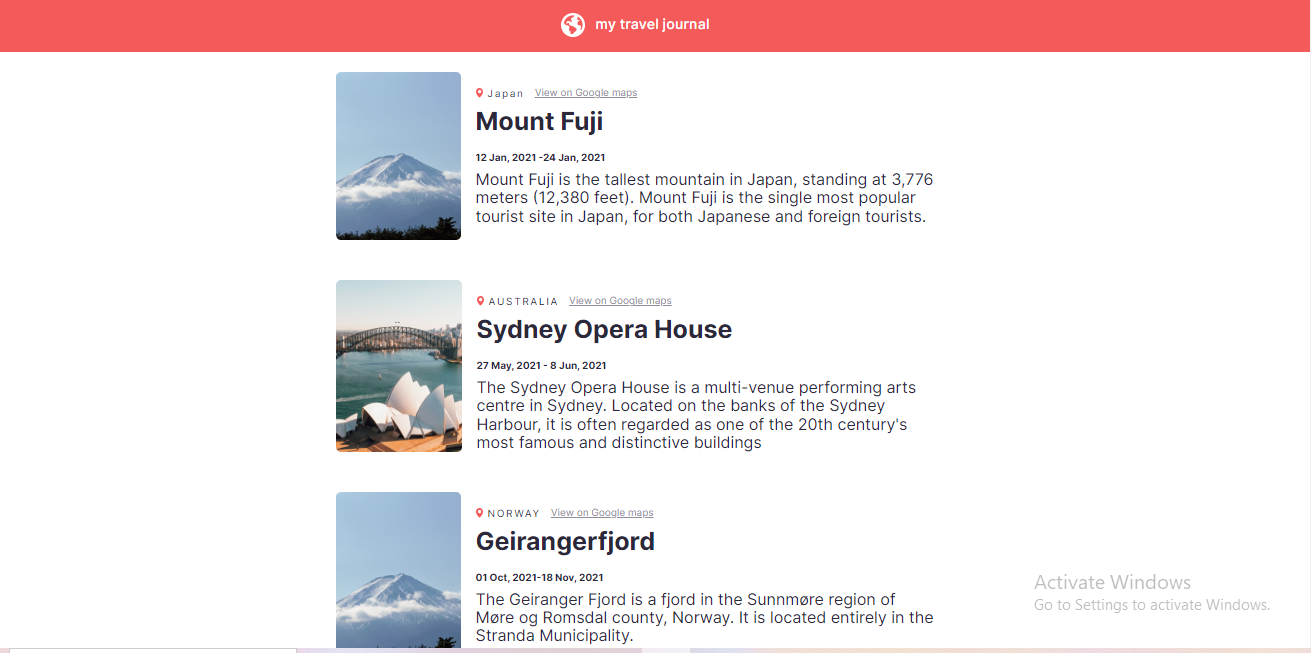 my travel journal
Japan View on Google maps
Mount Fuji
12 Jan, 2021 -24 Jan, 2021
Mount Fuji is the tallest mountain in Japan, standing at 3,776
meters (12,380 feet). Mount Fuji is the single most popular
tourist site in Japan, for both Japanese and foreign tourists.
AUSTRALIA View on Google maps
Sydney Opera House
27 May, 2021 - 8 Jun, 2021
The Sydney Opera House is a multi-venue performing arts
centre in Sydney. Located on the banks of the Sydney
Harbour, it is often regarded as one of the 20th century's
most famous and distinctive buildings
NORWAY View on Google maps
Geirangerfjord
01 Oct, 2021-18 Nov, 2021
The Geiranger Fjord is a fjord in the Sunnmøre region of
Møre og Romsdal county, Norway. It is located entirely in the
Stranda Municipality.
Activate Windows
Go to Settings to activate Windows.